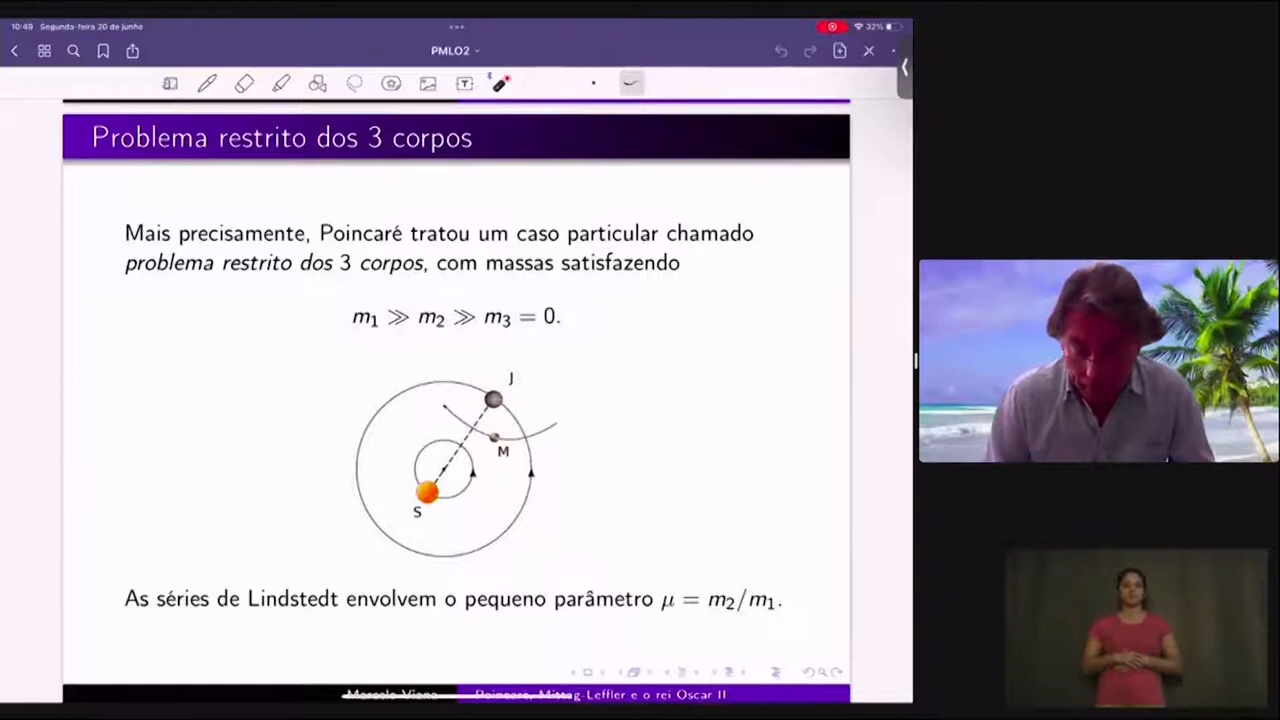 10:49 Segunda-feira 20 de junho
32%
PMLO2
Problema restrito dos 3 corpos
Mais precisamente, Poincaré tratou um caso particular chamado
problema restrito dos 3 corpos, com massas satisfazendo
m₁ ≫ m₂ ≫ m₃ = 0.
J
M
S
As séries de Lindstedt envolvem o pequeno parâmetro μ = m₂/m₁.
Marcelo Viana
Poincaré, Mittag-Leffler e o rei Oscar II